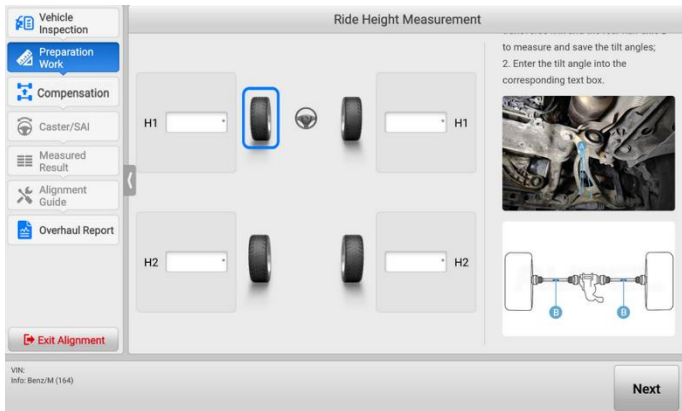 Vehicle
Inspection
Ride Height Measurement
Preparation
Work
Compensation
Caster/SAI
Measured
Result
Alignment
Guide
Overhaul Report
Exit Alignment
H1
°
°
H1
H2
°
°
H2
to measure and save the tilt angles;
2. Enter the tilt angle into the
corresponding text box.
A
B
B
VIN:
Info: Benz/M (164)
Next